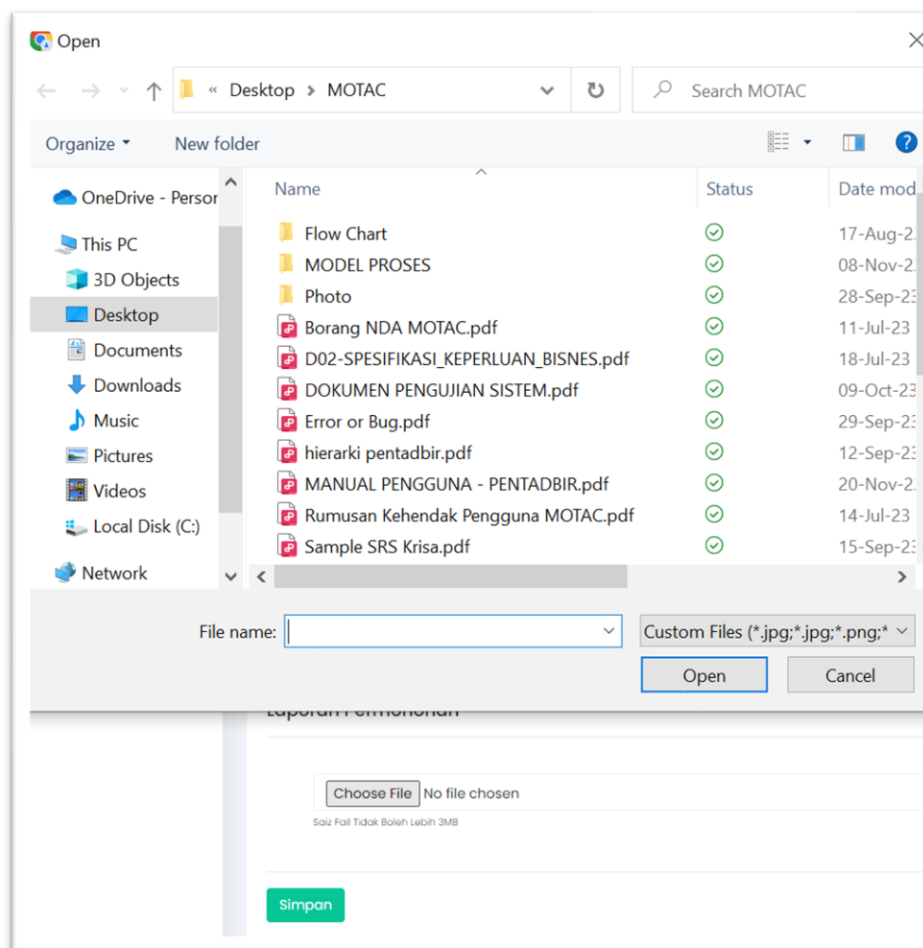 Open
« Desktop > MOTAC
Search MOTAC
Organize
New folder
?
OneDrive - Person
This PC
3D Objects
Desktop
Documents
Downloads
Music
Pictures
Videos
Local Disk (C:)
Network
Name Status Date mod
Flow Chart 17-Aug-2
MODEL PROSES 08-Nov-2
Photo 28-Sep-23
Borang NDA MOTAC.pdf 11-Jul-23
D02-SPESIFIKASI_KEPERLUAN_BISNES.pdf 18-Jul-23
DOKUMEN PENGUJIAN SISTEM.pdf 09-Oct-23
Error or Bug.pdf 29-Sep-23
hierarki pentadbir.pdf 12-Sep-23
MANUAL PENGGUNA - PENTADBIR.pdf 20-Nov-2
Rumusan Kehendak Pengguna MOTAC.pdf 14-Jul-23
Sample SRS Krisa.pdf 15-Sep-23
File name:
Custom Files (*.jpg;*.jpg;*.png;*
Open Cancel
Laporan Permohonan
Choose File No file chosen
Saiz Fail Tidak Boleh Lebih 3MB
Simpan